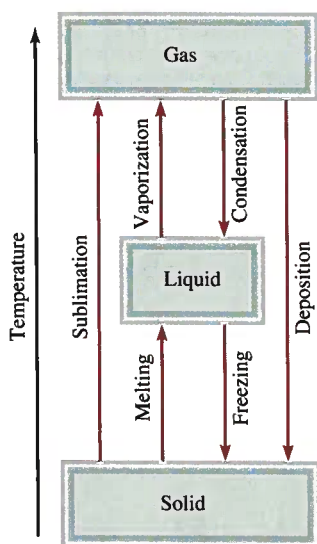 Gas
Vaporization
Condensation
Temperature
Sublimation
Liquid
Deposition
Melting
Freezing
Solid